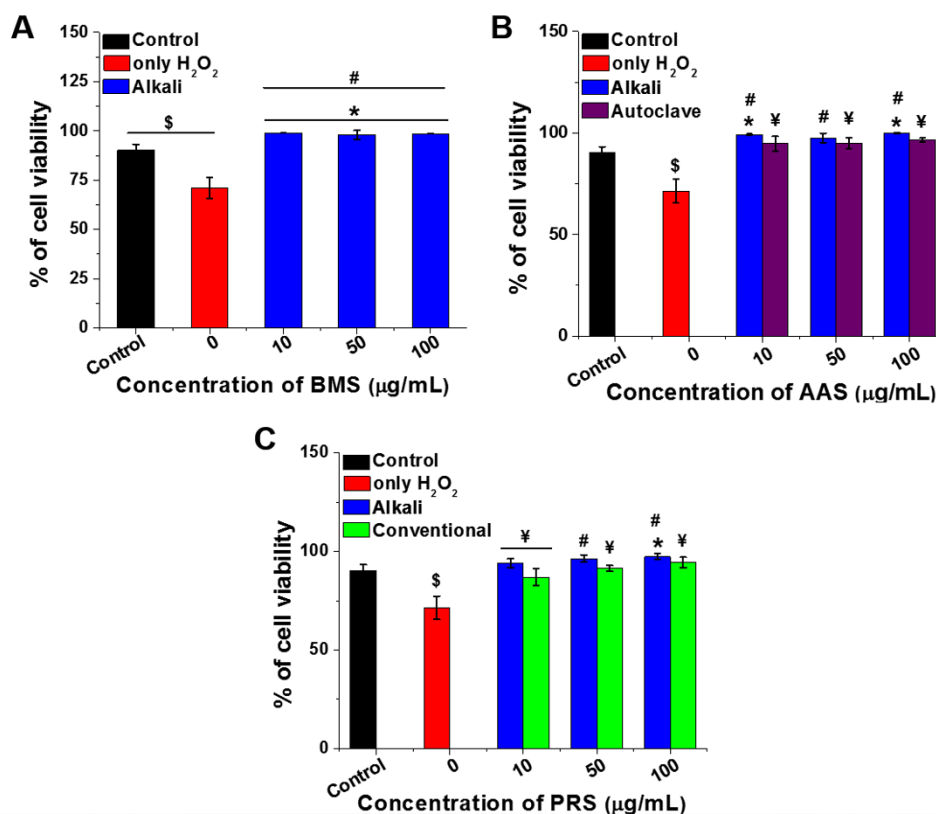 A
Control
only H₂O₂
Alkali
150
125
100
75
50
25
0
% of cell viability
$
#
*
Control
0
10
50
100
Concentration of BMS (μg/mL)
B
Control
only H₂O₂
Alkali
Autoclave
150
100
50
0
% of cell viability
$
#
* ¥
# ¥
#
* ¥
Control
0
10
50
100
Concentration of AAS (μg/mL)
C
Control
only H₂O₂
Alkali
Conventional
150
100
50
0
% of cell viability
$
¥
# ¥
#
* ¥
Control
0
10
50
100
Concentration of PRS (μg/mL)